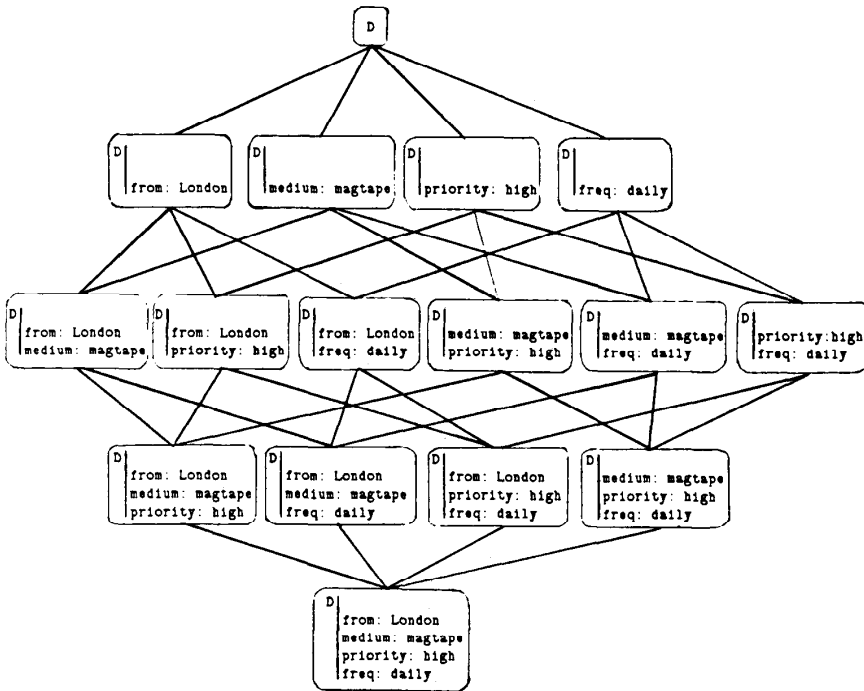 D
D
from: London
D
medium: magtape
D
priority: high
D
freq: daily
D
from: London
medium: magtape
D
from: London
priority: high
D
from: London
freq: daily
D
medium: magtape
priority: high
D
medium: magtape
freq: daily
D
priority:high
freq: daily
D
from: London
medium: magtape
priority: high
D
from: London
medium: magtape
freq: daily
D
from: London
priority: high
freq: daily
D
medium: magtape
priority: high
freq: daily
D
from: London
medium: magtape
priority: high
freq: daily